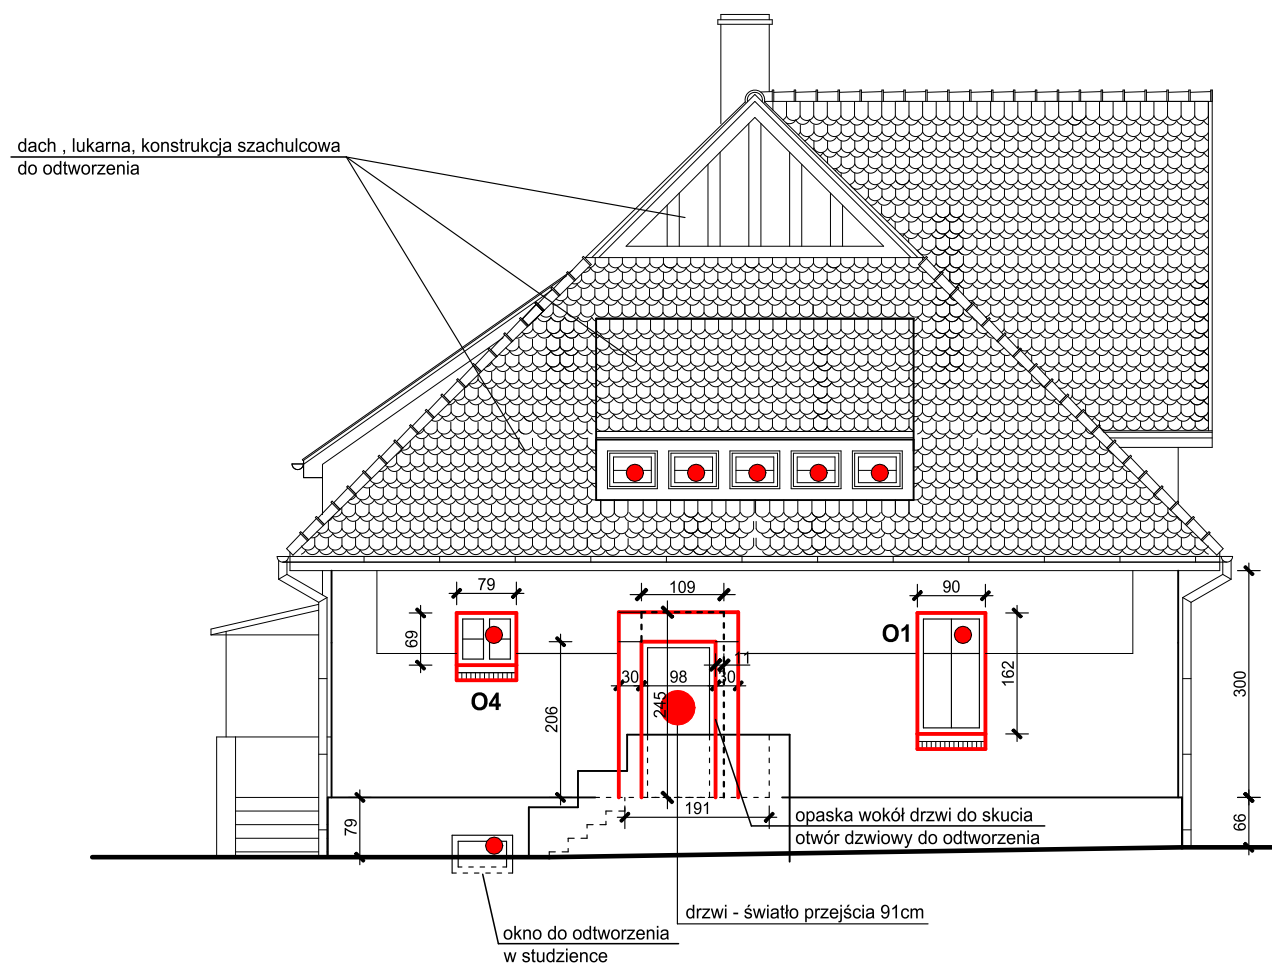 dach , lukarna, konstrukcja szachulcowa
do odtworzenia
79
109
90
69
O1
162
300
11
30
98
30
245
O4
206
79
191
66
opaska wokół drzwi do skucia
otwór dzwiowy do odtworzenia
drzwi - światło przejścia 91cm
okno do odtworzenia
w studzience